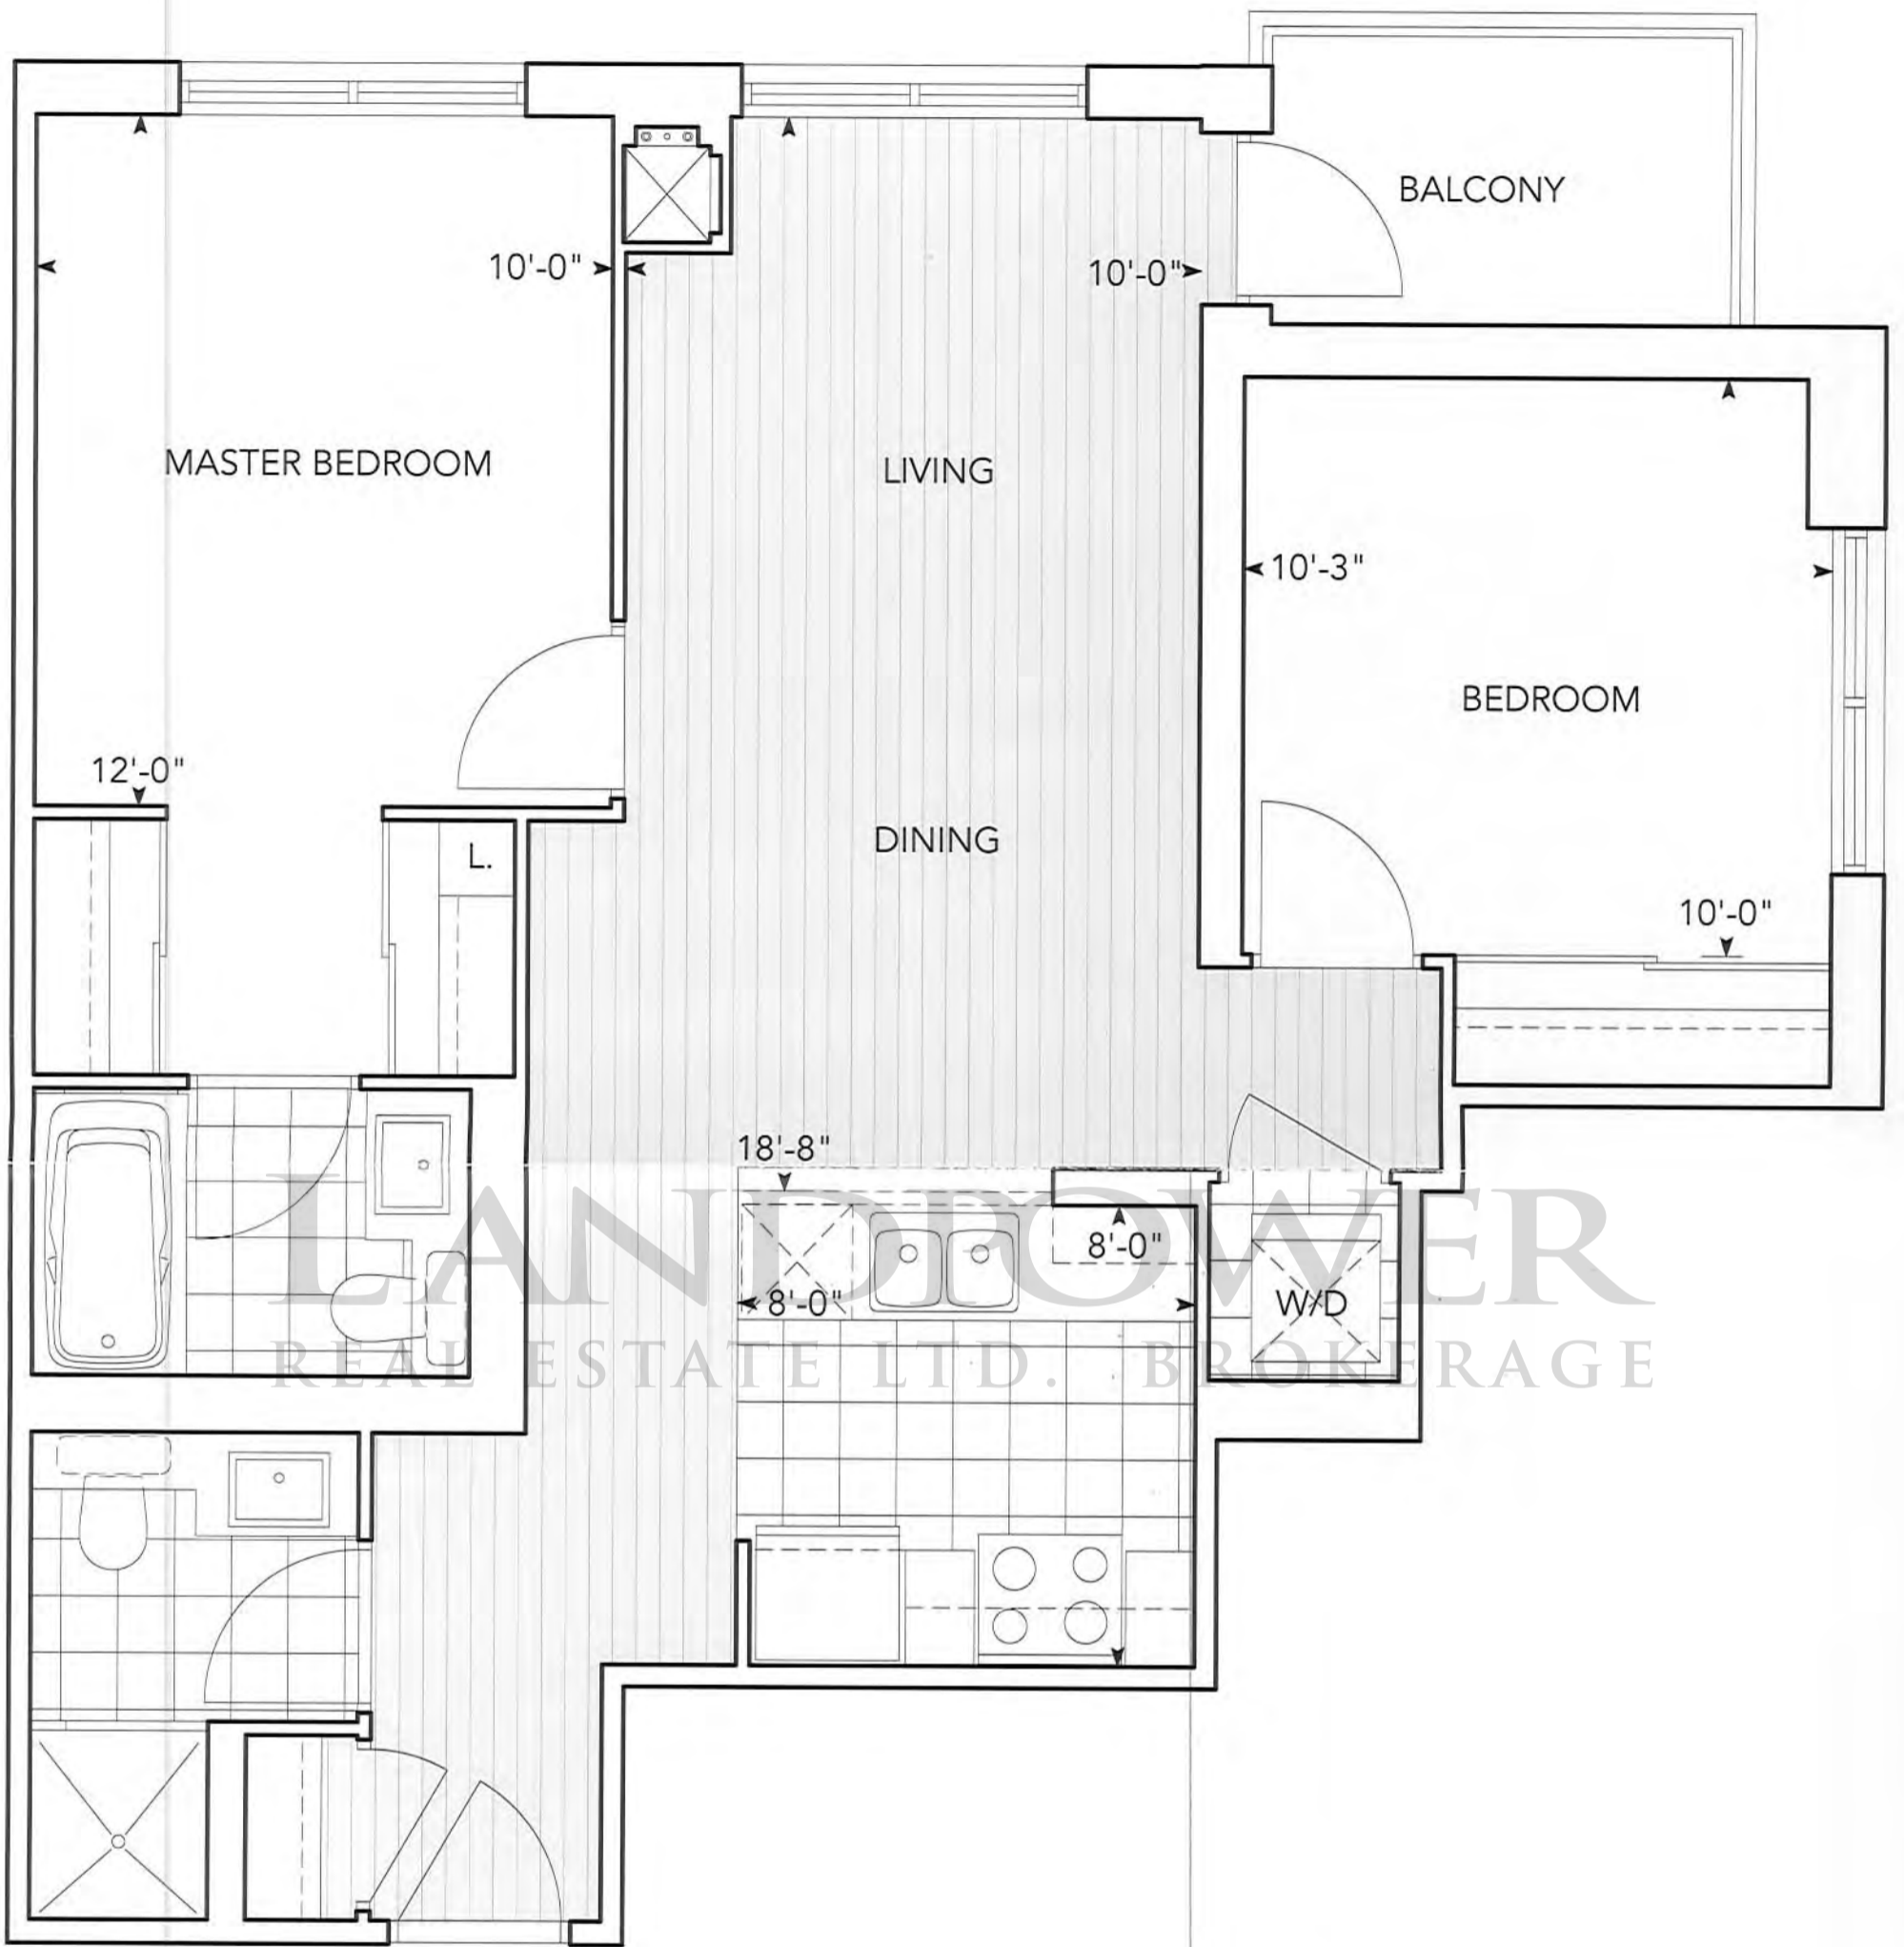 BALCONY
10'-0"
10'-0"
MASTER BEDROOM
LIVING
10'-3"
BEDROOM
12'-0"
DINING
L.
10'-0"
18'-8"
8'-0"
8'-0"
W/D
LANDPOWER
REAL ESTATE LTD. BROKERAGE